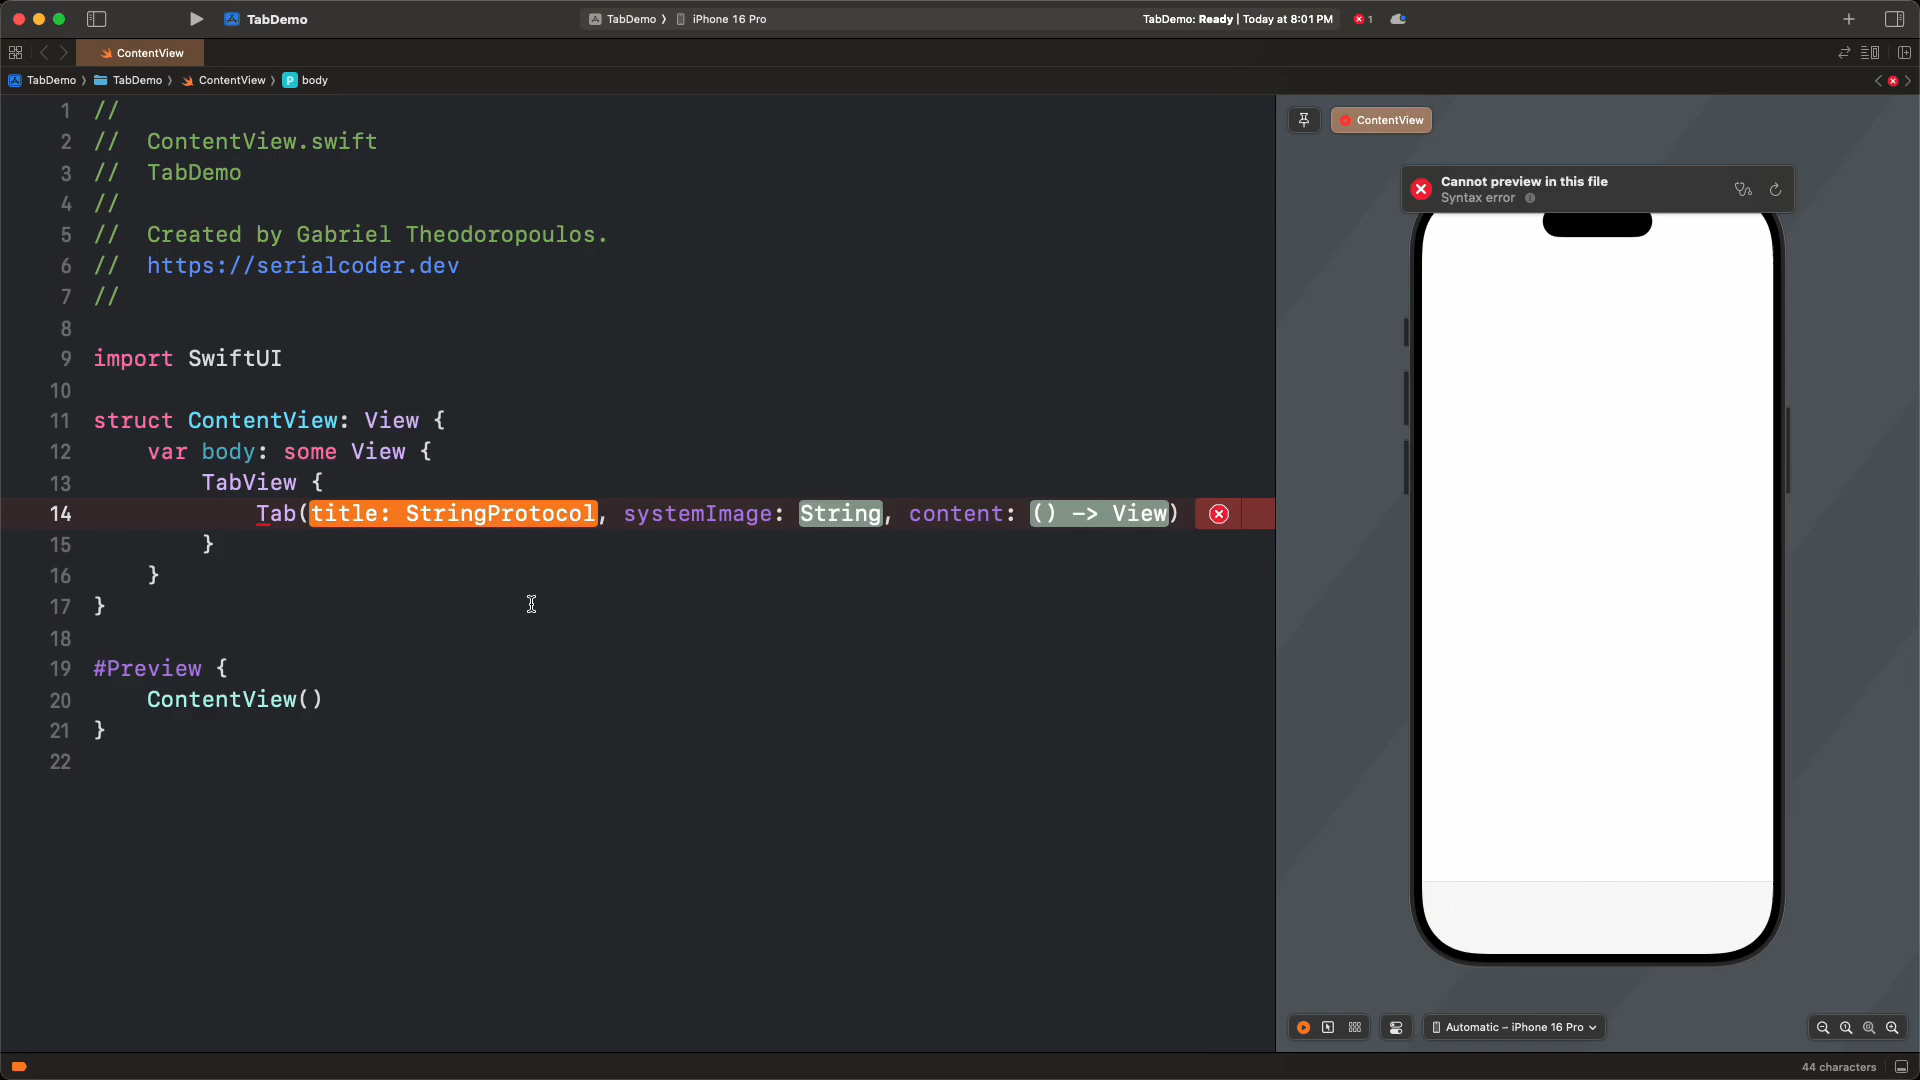 TabDemo
TabDemo 〉 iPhone 16 Pro
TabDemo: Ready | Today at 8:01 PM
1
ContentView
TabDemo 〉 TabDemo 〉 ContentView 〉 P body
1 //
2 //  ContentView.swift
3 //  TabDemo
4 //
5 //  Created by Gabriel Theodoropoulos.
6 //  https://serialcoder.dev
7 //
8
9 import SwiftUI
10
11 struct ContentView: View {
12     var body: some View {
13         TabView {
14             Tab(title: StringProtocol, systemImage: String, content: () -> View)
15         }
16     }
17 }
18
19 #Preview {
20     ContentView()
21 }
22
ContentView
Cannot preview in this file
Syntax error
Automatic – iPhone 16 Pro
44 characters